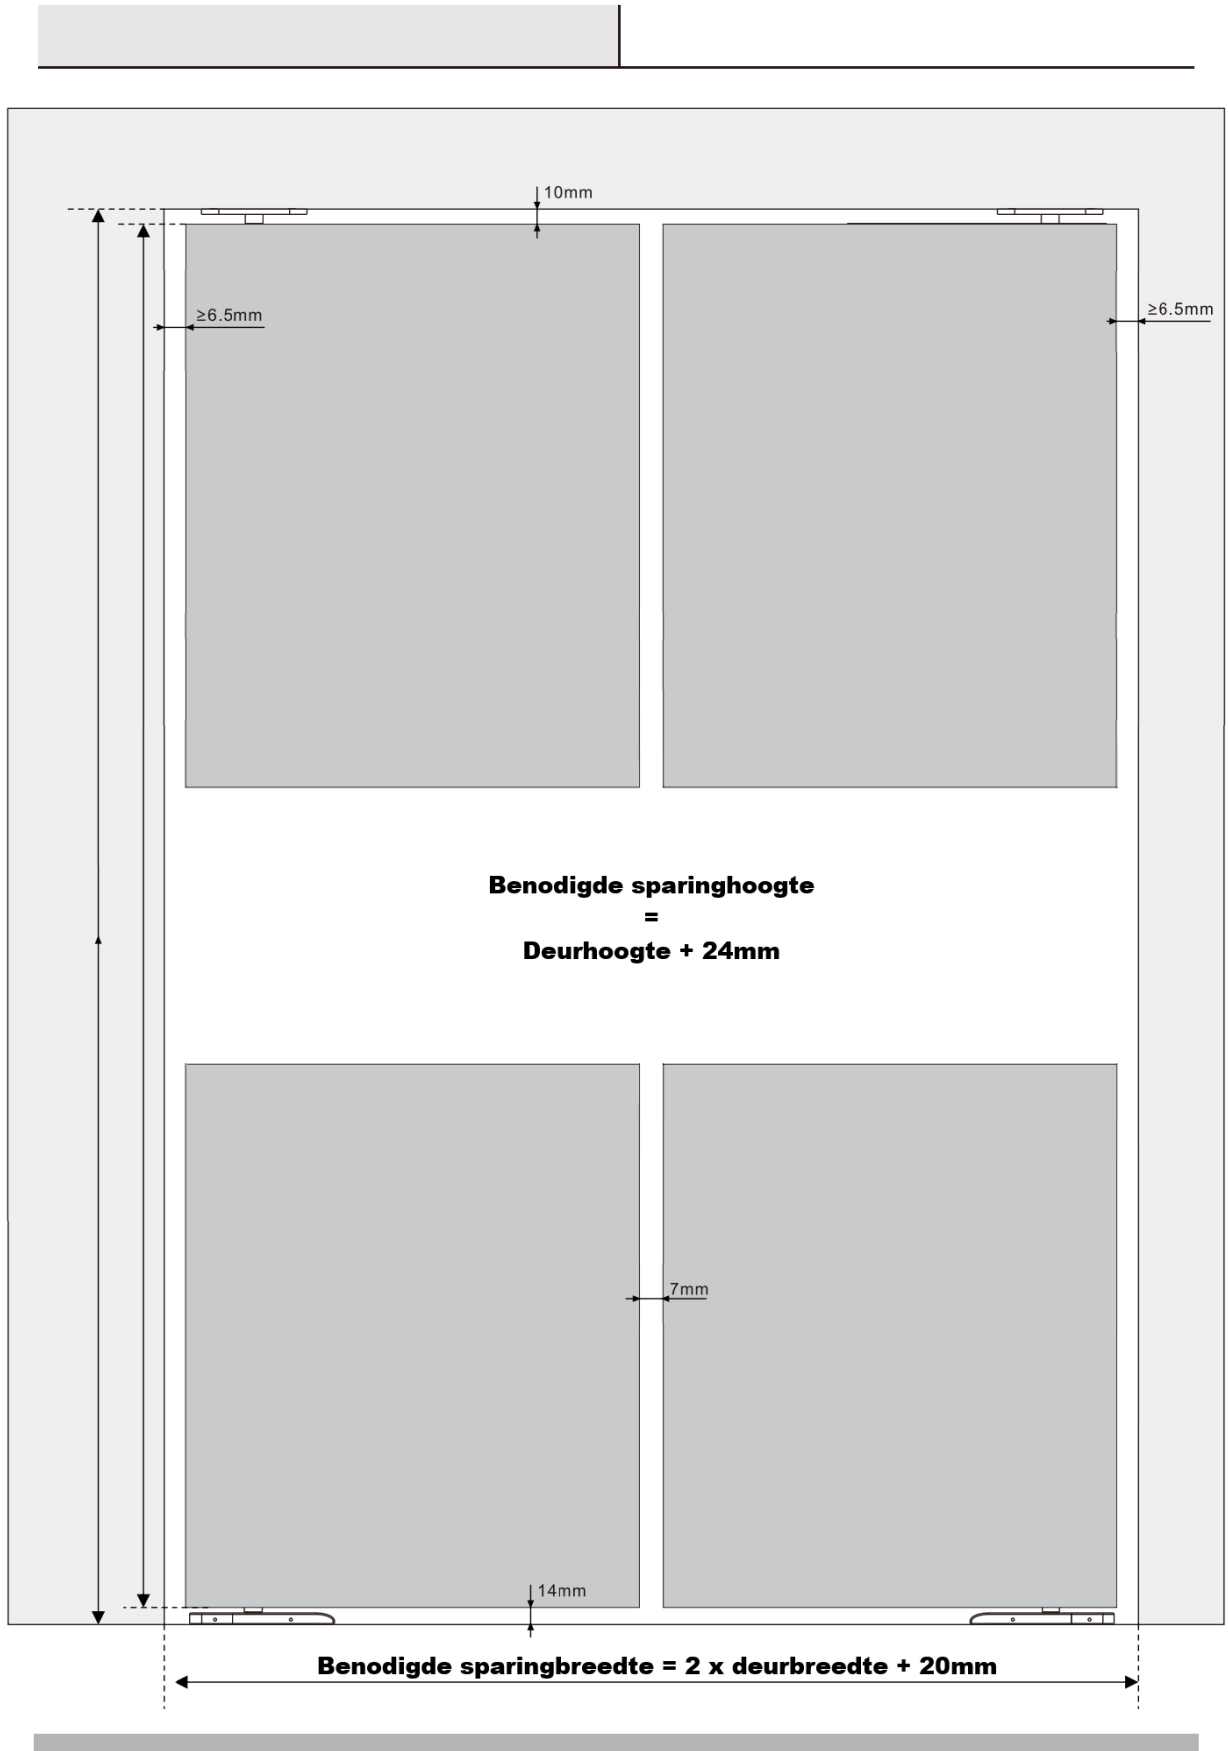 10mm
≥6.5mm
≥6.5mm
Benodigde sparinghoogte
=
Deurhoogte + 24mm
7mm
14mm
Benodigde sparingbreedte = 2 x deurbreedte + 20mm